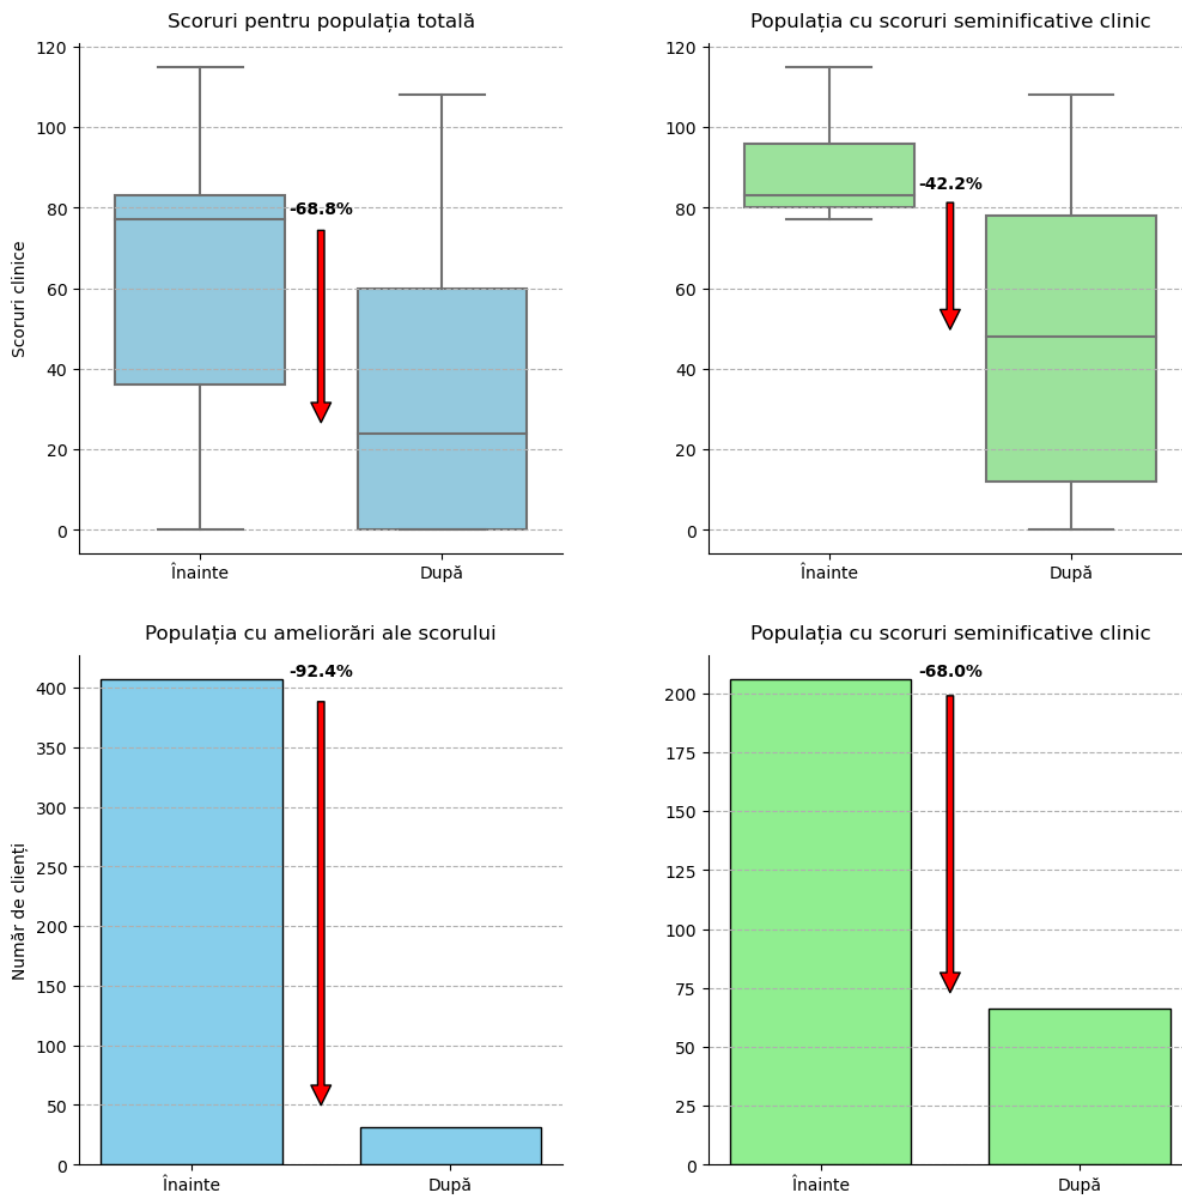 Scoruri pentru populația totală
120
100
80
60
40
20
0
Scoruri clinice
-68.8%
Înainte
După
Populația cu scoruri seminificative clinic
120
100
80
60
40
20
0
-42.2%
Înainte
După
Populația cu ameliorări ale scorului
400
350
300
250
200
150
100
50
0
Număr de clienți
-92.4%
Înainte
După
Populația cu scoruri seminificative clinic
200
175
150
125
100
75
50
25
0
-68.0%
Înainte
După